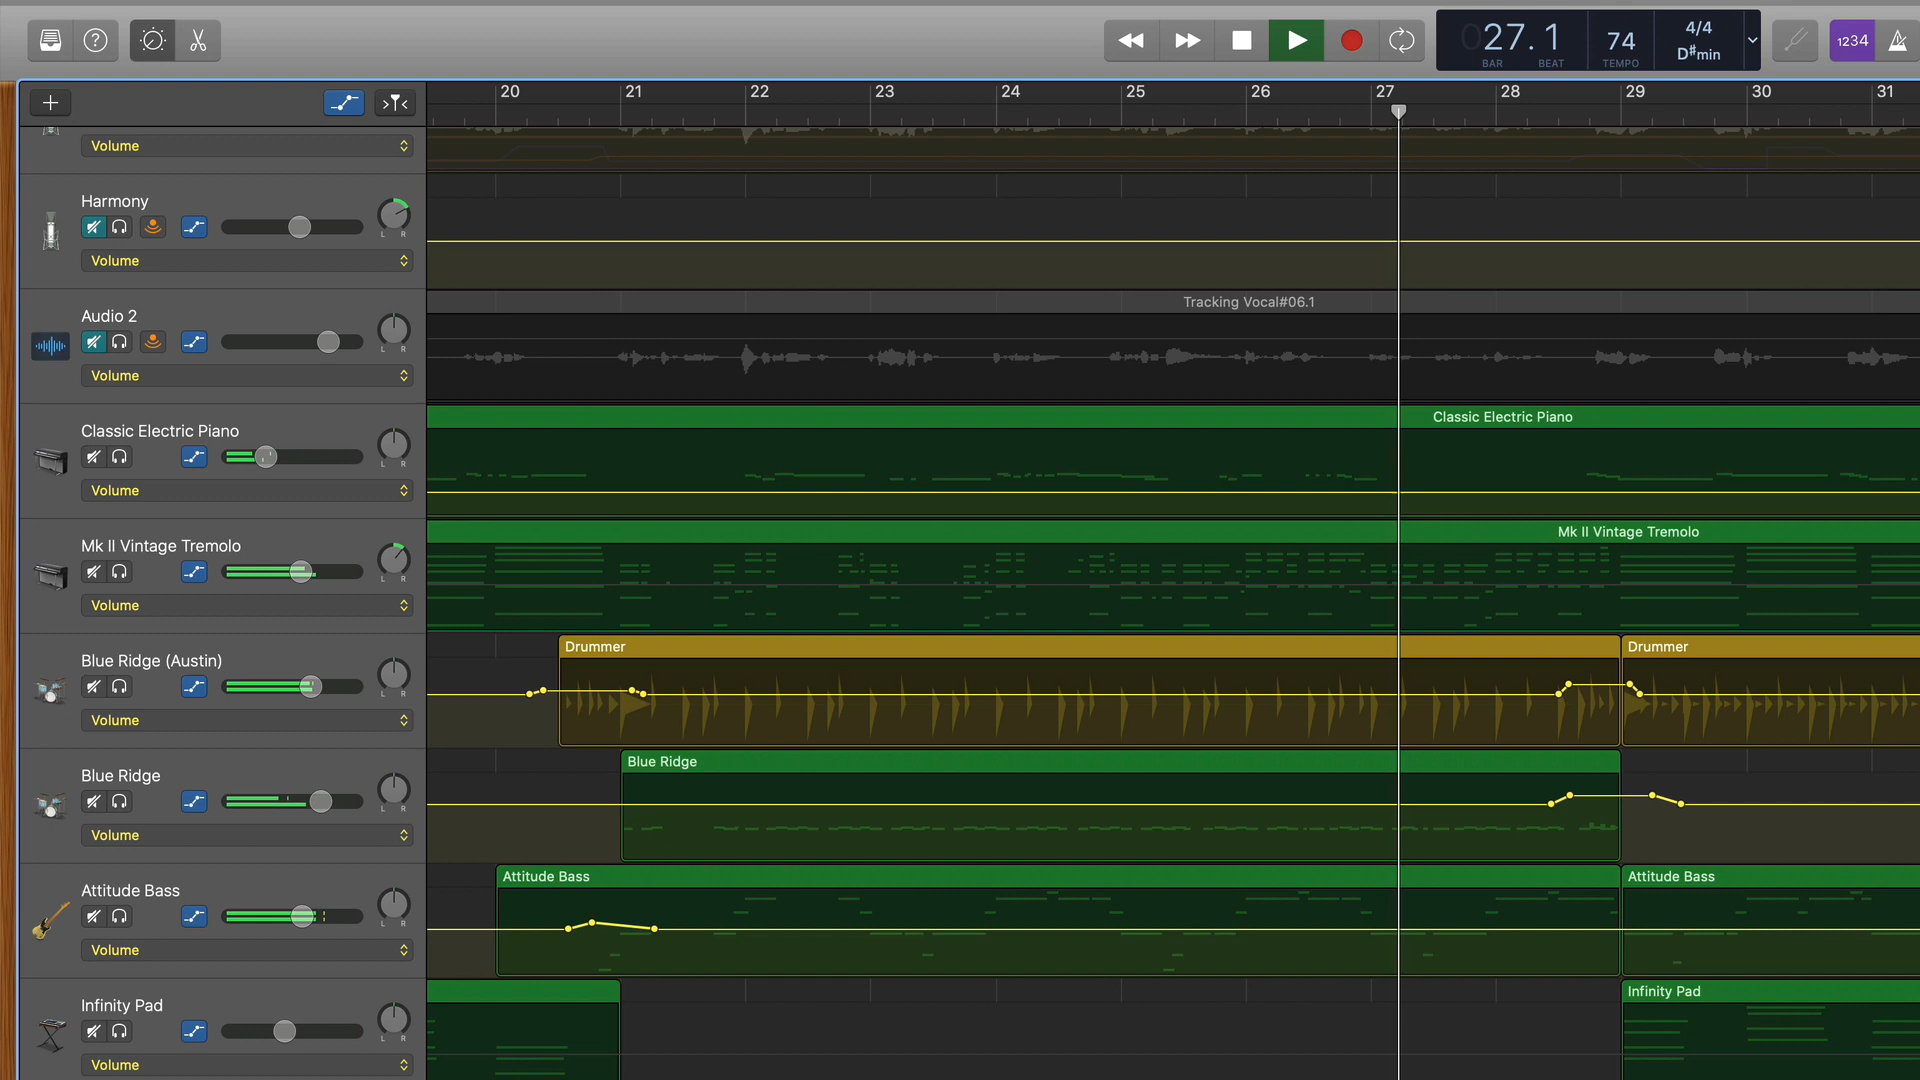 027.1
BAR
BEAT
74
TEMPO
4/4
D♯min
1234
20
21
22
23
24
25
26
27
28
29
30
31
Volume
Harmony
L R
Volume
Tracking Vocal#06.1
Audio 2
L R
Volume
Classic Electric Piano
Classic Electric Piano
L R
Volume
Mk II Vintage Tremolo
Mk II Vintage Tremolo
L R
Volume
Drummer
Drummer
Blue Ridge (Austin)
L R
Volume
Blue Ridge
Blue Ridge
L R
Volume
Attitude Bass
Attitude Bass
Attitude Bass
L R
Volume
Infinity Pad
Infinity Pad
L R
Volume